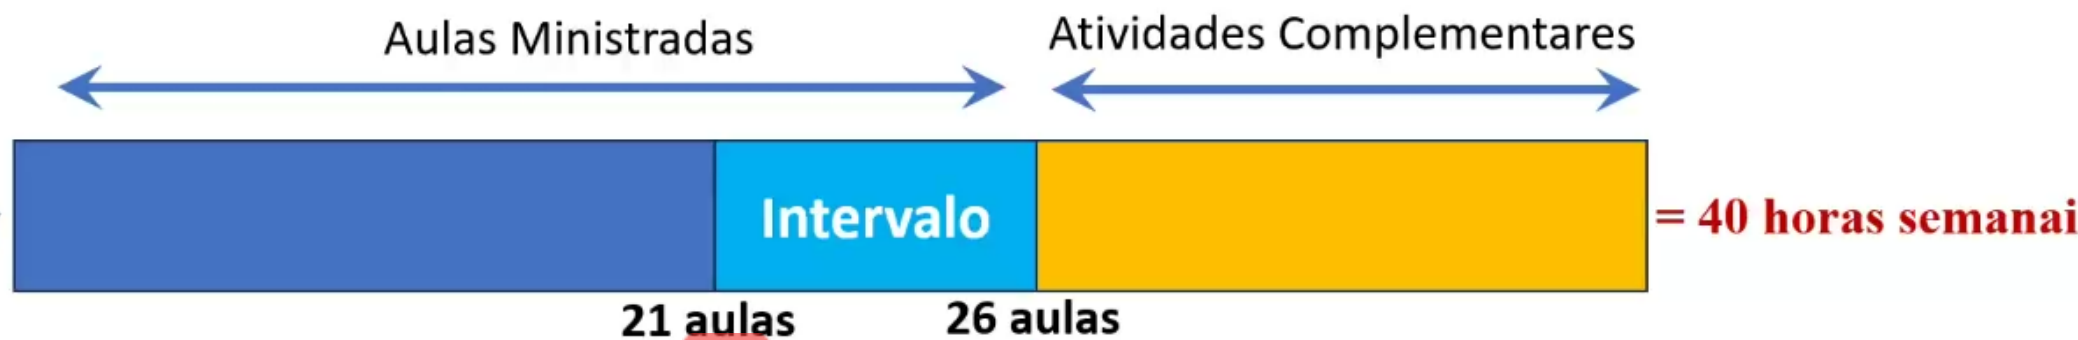 Aulas Ministradas
Atividades Complementares
Intervalo
= 40 horas semanai
21 aulas
26 aulas